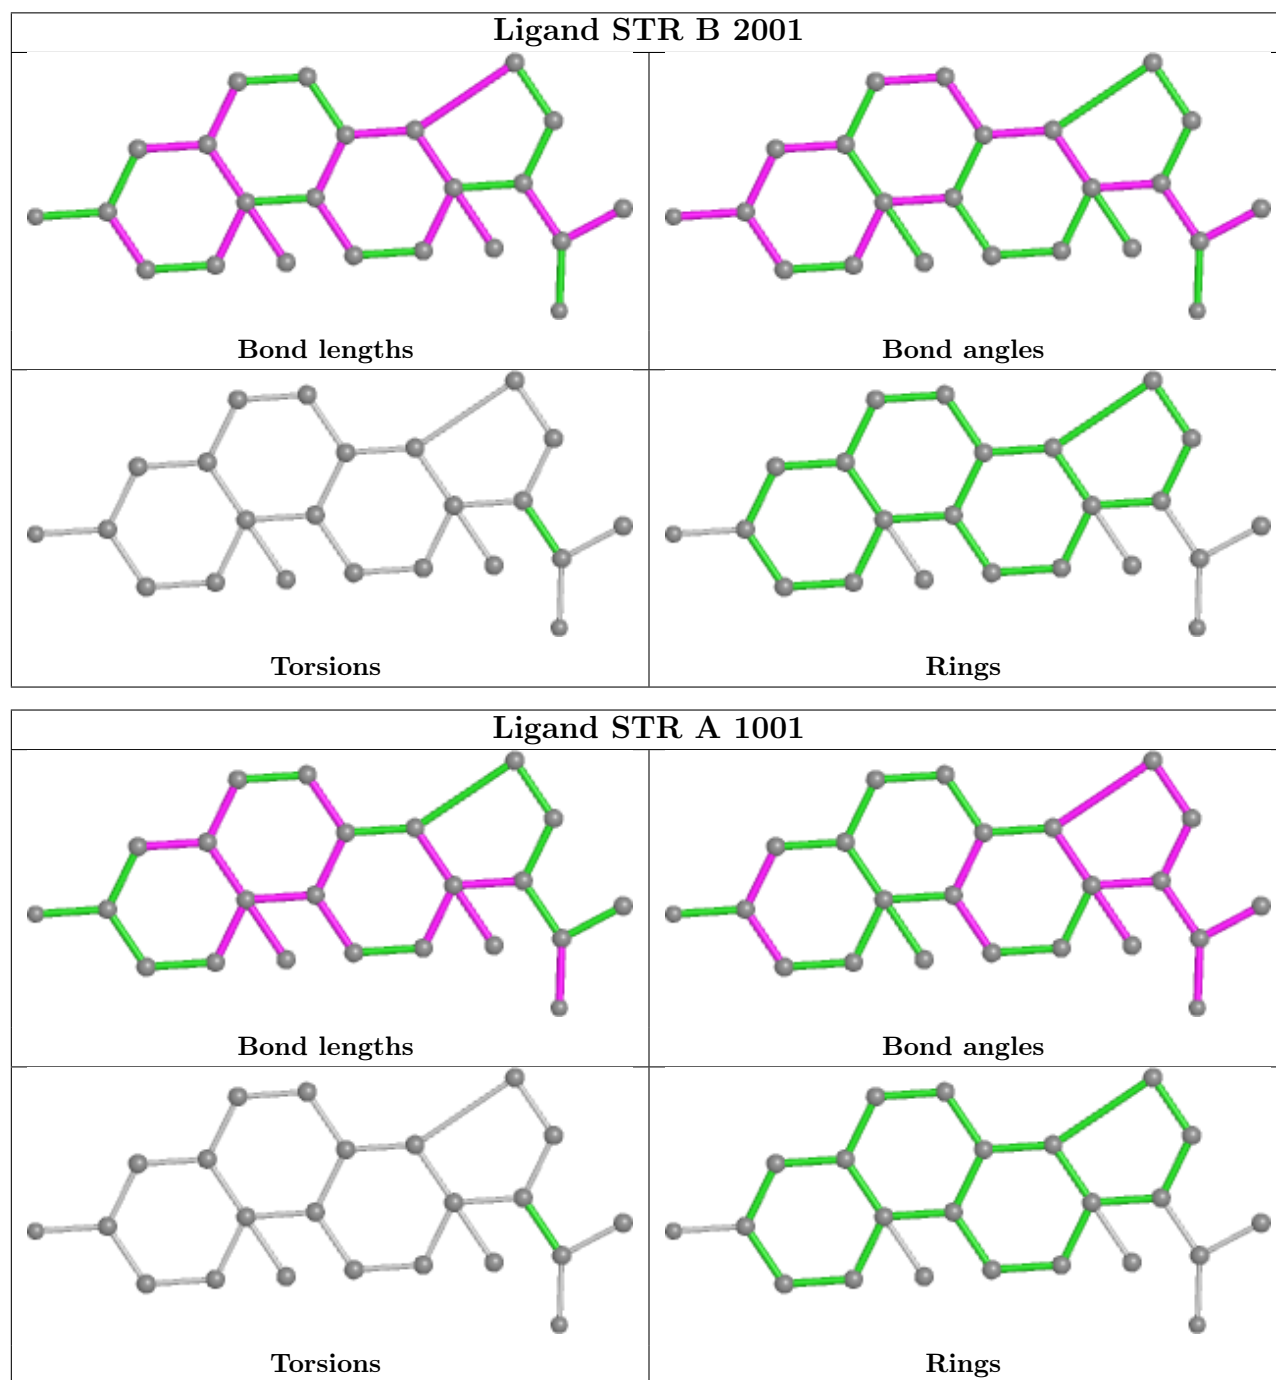 Ligand STR B 2001
Bond lengths
Bond angles
Torsions
Rings
Ligand STR A 1001
Bond lengths
Bond angles
Torsions
Rings